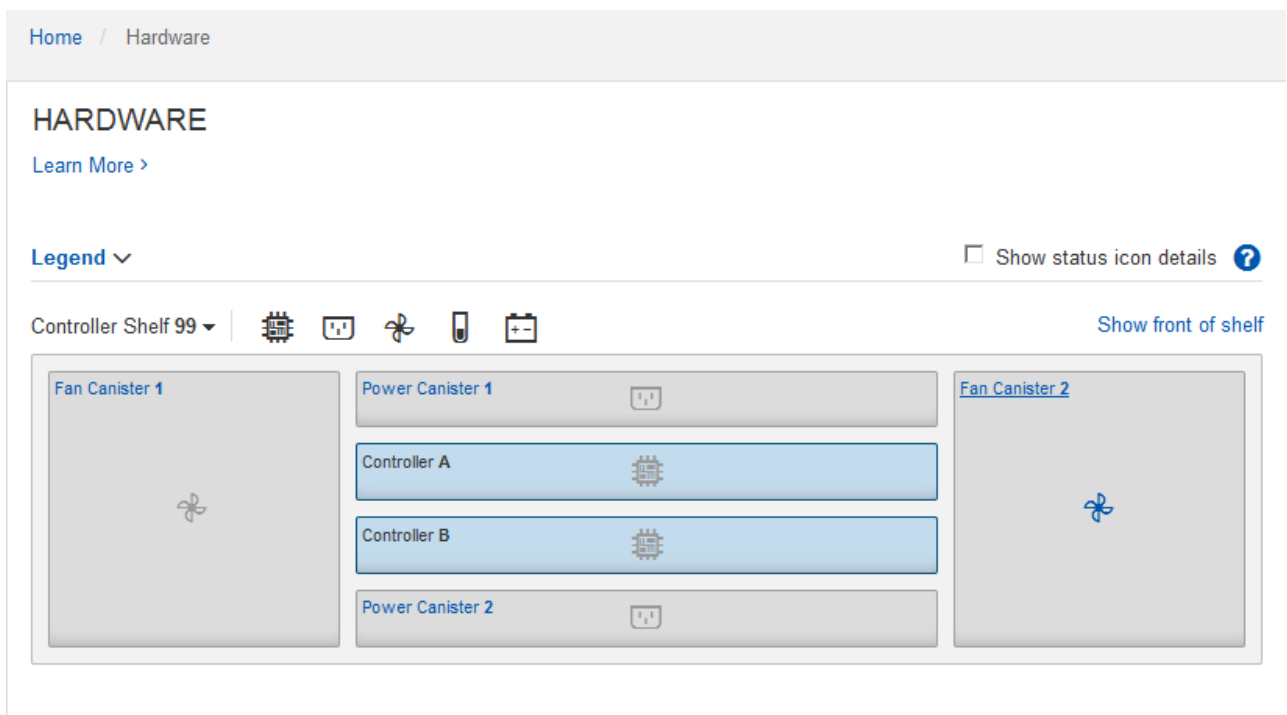 Home / Hardware
HARDWARE
Learn More >
Legend
Show status icon details ?
Controller Shelf 99
Show front of shelf
Fan Canister 1
Power Canister 1
Fan Canister 2
Controller A
Controller B
Power Canister 2